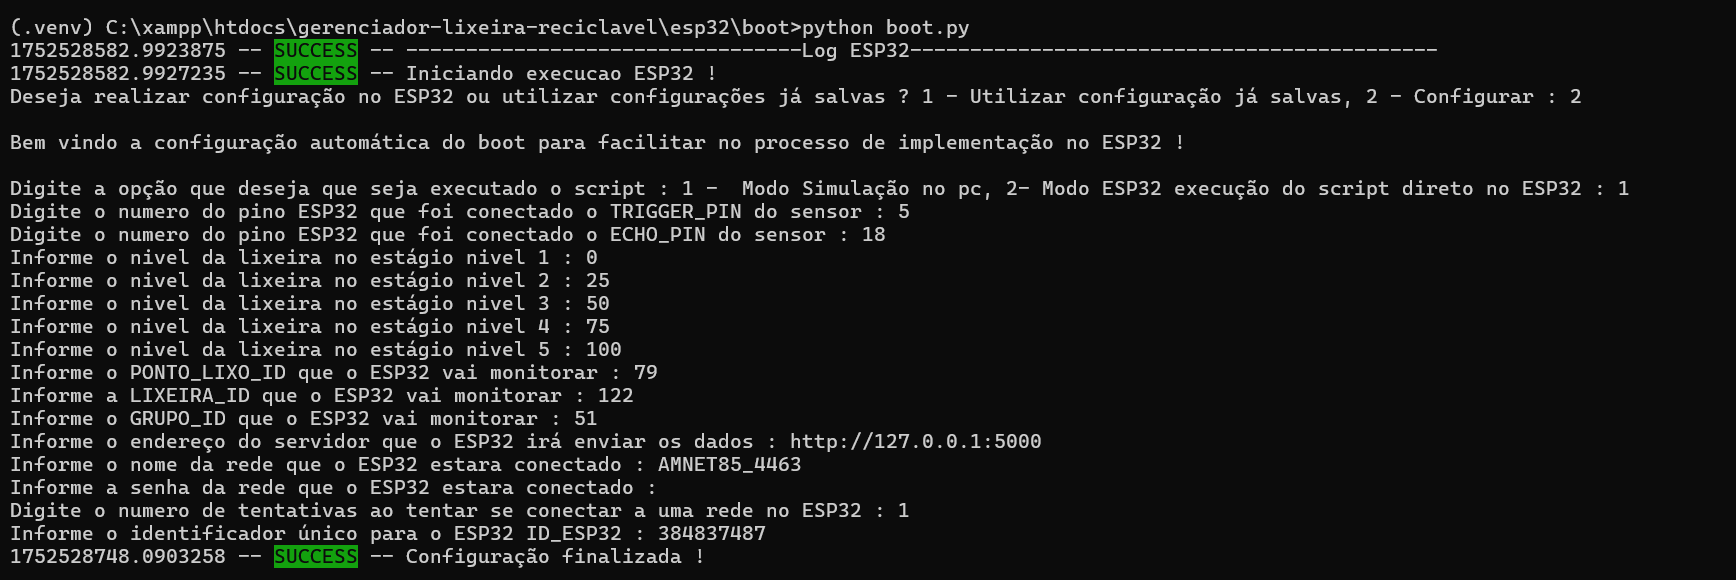 (.venv) C:\xampp\htdocs\gerenciador-lixeira-reciclavel\esp32\boot>python boot.py
1752528582.9923875 -- SUCCESS -- ---------------------------------Log ESP32--------------------------------------------
1752528582.9927235 -- SUCCESS -- Iniciando execucao ESP32 !
Deseja realizar configuração no ESP32 ou utilizar configurações já salvas ? 1 - Utilizar configuração já salvas, 2 - Configurar : 2
Bem vindo a configuração automática do boot para facilitar no processo de implementação no ESP32 !
Digite a opção que deseja que seja executado o script : 1 -  Modo Simulação no pc, 2- Modo ESP32 execução do script direto no ESP32 : 1
Digite o numero do pino ESP32 que foi conectado o TRIGGER_PIN do sensor : 5
Digite o numero do pino ESP32 que foi conectado o ECHO_PIN do sensor : 18
Informe o nivel da lixeira no estágio nivel 1 : 0
Informe o nivel da lixeira no estágio nivel 2 : 25
Informe o nivel da lixeira no estágio nivel 3 : 50
Informe o nivel da lixeira no estágio nivel 4 : 75
Informe o nivel da lixeira no estágio nivel 5 : 100
Informe o PONTO_LIXO_ID que o ESP32 vai monitorar : 79
Informe a LIXEIRA_ID que o ESP32 vai monitorar : 122
Informe o GRUPO_ID que o ESP32 vai monitorar : 51
Informe o endereço do servidor que o ESP32 irá enviar os dados : http://127.0.0.1:5000
Informe o nome da rede que o ESP32 estara conectado : AMNET85_4463
Informe a senha da rede que o ESP32 estara conectado :
Digite o numero de tentativas ao tentar se conectar a uma rede no ESP32 : 1
Informe o identificador único para o ESP32 ID_ESP32 : 384837487
1752528748.0903258 -- SUCCESS -- Configuração finalizada !